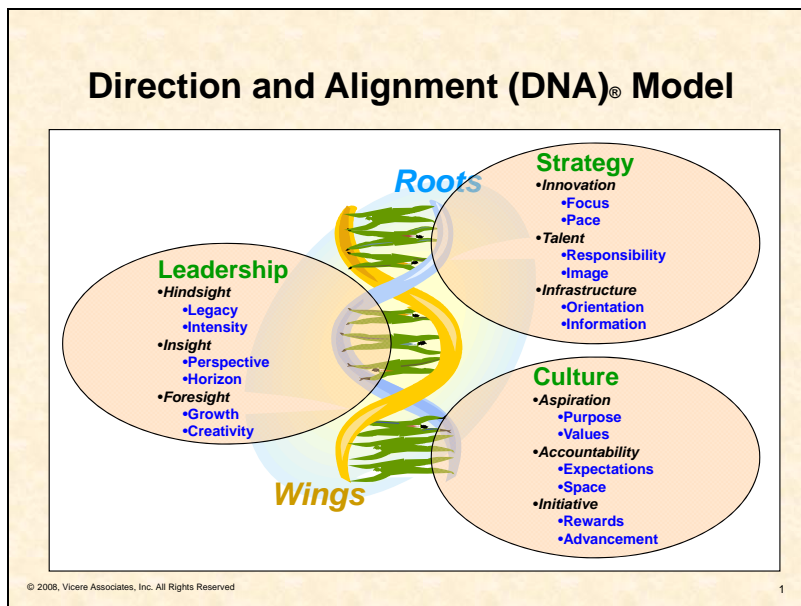 Direction and Alignment (DNA)® Model
Roots
Strategy
•Innovation
•Focus
•Pace
•Talent
•Responsibility
•Image
•Infrastructure
•Orientation
•Information
Leadership
•Hindsight
•Legacy
•Intensity
•Insight
•Perspective
•Horizon
•Foresight
•Growth
•Creativity
Culture
•Aspiration
•Purpose
•Values
•Accountability
•Expectations
•Space
•Initiative
•Rewards
•Advancement
Wings
© 2008, Vicere Associates, Inc. All Rights Reserved
1